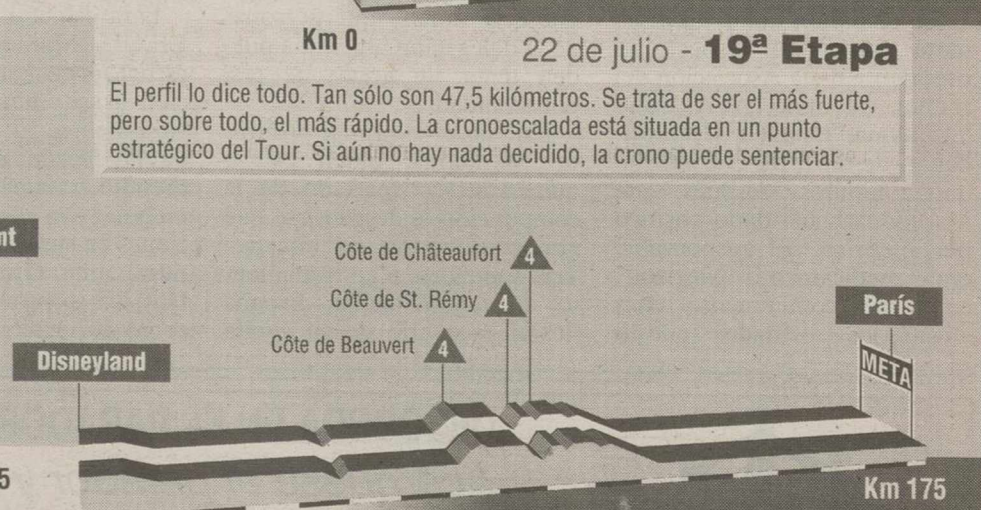 Km 0
22 de julio - 19ª Etapa
El perfil lo dice todo. Tan sólo son 47,5 kilómetros. Se trata de ser el más fuerte,
pero sobre todo, el más rápido. La cronoescalada está situada en un punto
estratégico del Tour. Si aún no hay nada decidido, la crono puede sentenciar.
nt
Côte de Châteaufort 4
Côte de St. Rémy 4
Côte de Beauvert 4
París
Disneyland
META
5
Km 175